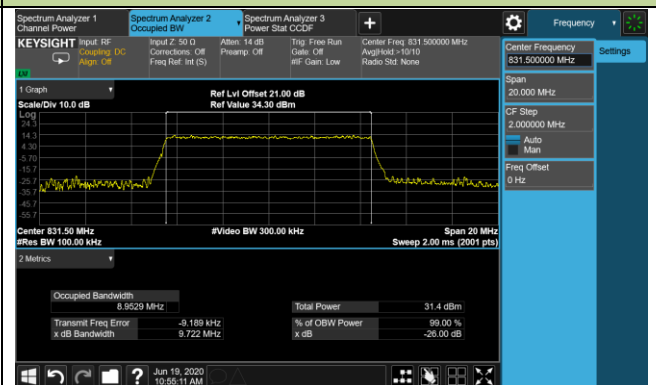 Spectrum Analyzer 1
Channel Power
Spectrum Analyzer 2
Occupied BW
Spectrum Analyzer 3
Power Stat CCDF
Frequency
KEYSIGHT
Input: RF
Coupling: DC
Align: Off
Input Z: 50 Ω
Corrections: Off
Freq Ref: Int (S)
Atten: 14 dB
Preamp: Off
Trig: Free Run
Gate: Off
#IF Gain: Low
Center Freq: 831.500000 MHz
Avg|Hold:>10/10
Radio Std: None
LXI
Center Frequency
831.500000 MHz
Settings
Span
20.000 MHz
CF Step
2.000000 MHz
Auto
Man
Freq Offset
0 Hz
1 Graph
Scale/Div 10.0 dB
Ref Lvl Offset 21.00 dB
Ref Value 34.30 dBm
Log
24.3
14.3
4.30
-5.70
-15.7
-25.7
-35.7
-45.7
-55.7
Center 831.50 MHz
#Res BW 100.00 kHz
#Video BW 300.00 kHz
Span 20 MHz
Sweep 2.00 ms (2001 pts)
2 Metrics
Occupied Bandwidth
8.9529 MHz
Total Power 31.4 dBm
Transmit Freq Error -9.189 kHz
% of OBW Power 99.00 %
x dB Bandwidth 9.722 MHz
x dB -26.00 dB
Jun 19, 2020
10:55:11 AM